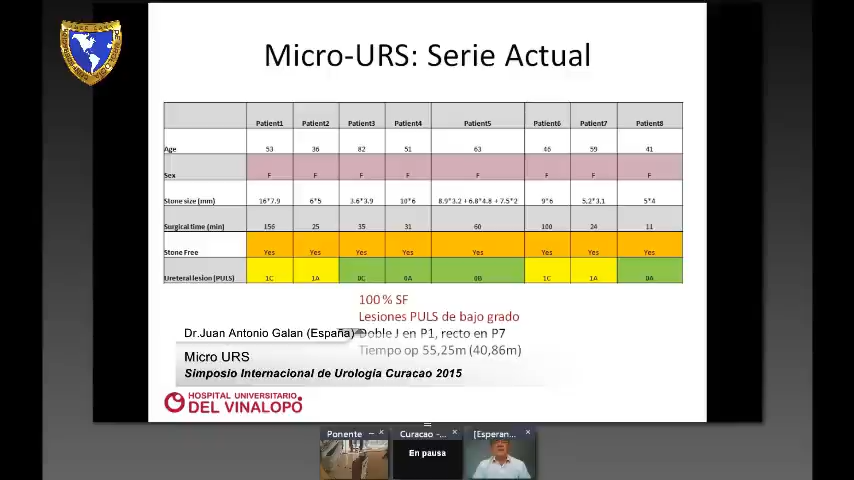 Micro-URS: Serie Actual
Patient1 Patient2 Patient3 Patient4 Patient5 Patient6 Patient7 Patient8
Age 53 36 82 51 63 46 59 41
Sex F F F F F F F F
Stone size (mm) 16*7.9 6*5 3.6*3.9 10*6 8.9*3.2 + 6.8*4.8 + 7.5*2 9*6 5.2*3.1 5*4
Surgical time (min) 156 25 35 31 60 100 24 11
Stone Free Yes Yes Yes Yes Yes Yes Yes Yes
Ureteral lesion (PULS) 1C 1A 0C 0A 0B 1C 1A 0A
100 % SF
Lesiones PULS de bajo grado
Dr.Juan Antonio Galan (España) Doble J en P1, recto en P7
Tiempo op 55,25m (40,86m)
Micro URS
Simposio Internacional de Urología Curacao 2015
HOSPITAL UNIVERSITARIO
DEL VINALOPO
Ponente Curacao -... [Esperan...
En pausa